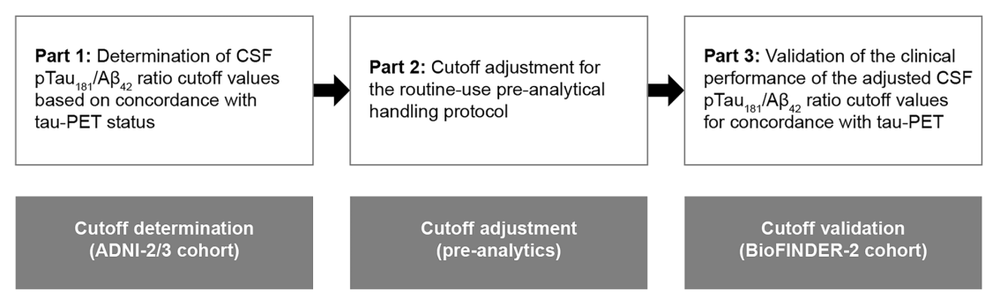 Part 1: Determination of CSF
pTau₁₈₁/Aβ₄₂ ratio cutoff values
based on concordance with
tau-PET status
Part 2: Cutoff adjustment for
the routine-use pre-analytical
handling protocol
Part 3: Validation of the clinical
performance of the adjusted CSF
pTau₁₈₁/Aβ₄₂ ratio cutoff values
for concordance with tau-PET
Cutoff determination
(ADNI-2/3 cohort)
Cutoff adjustment
(pre-analytics)
Cutoff validation
(BioFINDER-2 cohort)